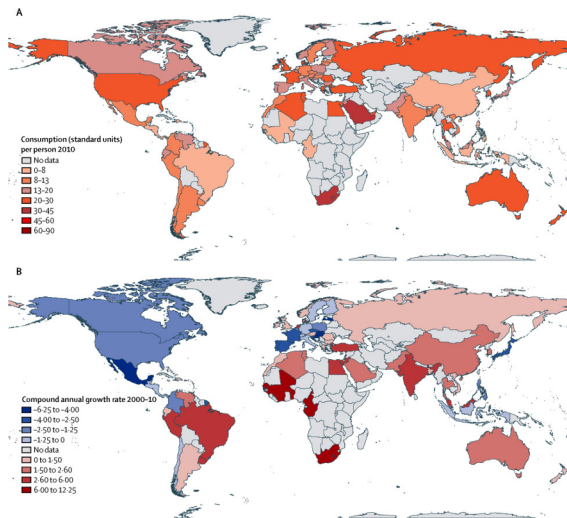 A
Consumption (standard units)
per person 2010
No data
0–8
8–13
13–20
20–30
30–45
45–60
60–90
B
Compound annual growth rate 2000–10
–6·25 to –4·00
–4·00 to –2·50
–2·50 to –1·25
–1·25 to 0
No data
0 to 1·50
1·50 to 2·60
2·60 to 6·00
6·00 to 12·25